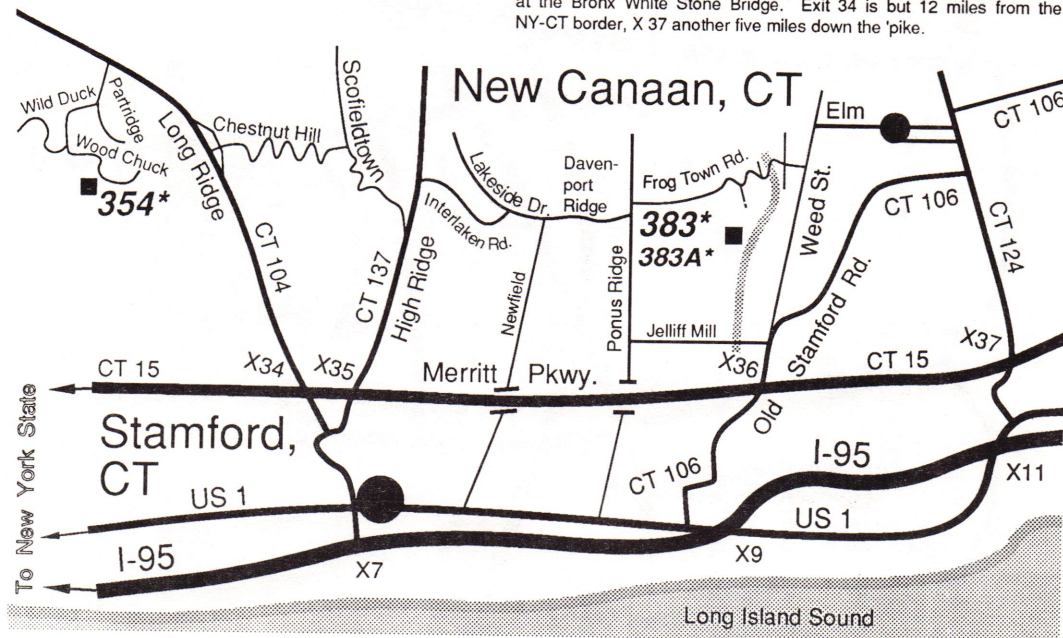 at the Bronx White Stone Bridge. Exit 34 is but 12 miles from the
NY-CT border, X 37 another five miles down the 'pike.
New Canaan, CT
Wild Duck
Partridge
Wood Chuck
354*
Long Ridge
Chestnut Hill
Scofieldtown
CT 104
CT 137
High Ridge
Interlaken Rd.
Lakeside Dr.
Newfield
Daven-
port
Ridge
Ponus Ridge
Frog Town Rd.
383*
383A*
Jelliff Mill
Weed St.
Elm
CT 106
CT 106
CT 124
Old
Stamford Rd.
CT 15
X34
X35
Merritt
Pkwy.
X36
CT 15
X37
To New York State
Stamford,
CT
US 1
I-95
X7
CT 106
I-95
US 1
X9
X11
Long Island Sound